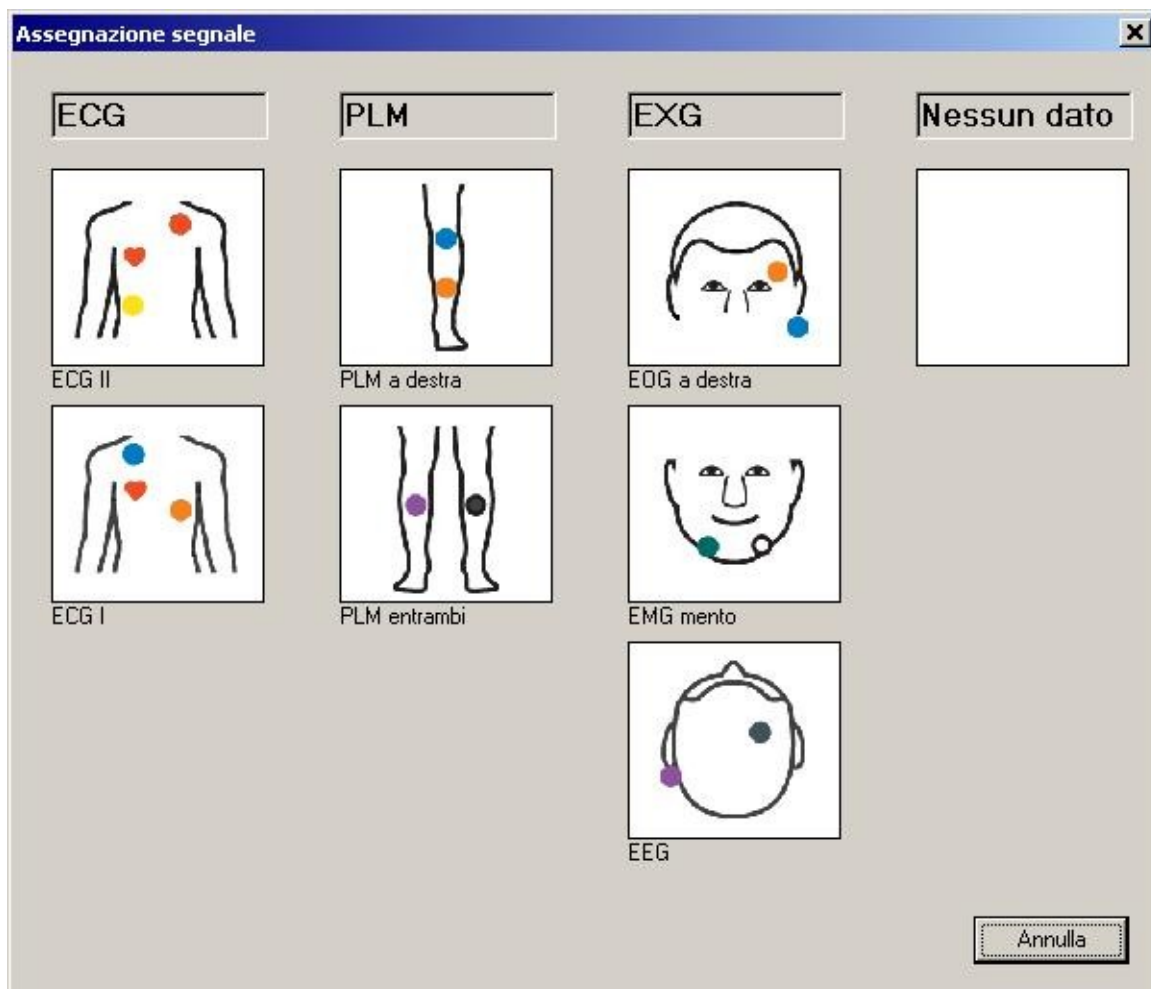 Assegnazione segnale
ECG
PLM
EXG
Nessun dato
ECG II
PLM a destra
EOG a destra
ECG I
PLM entrambi
EMG mento
EEG
Annulla